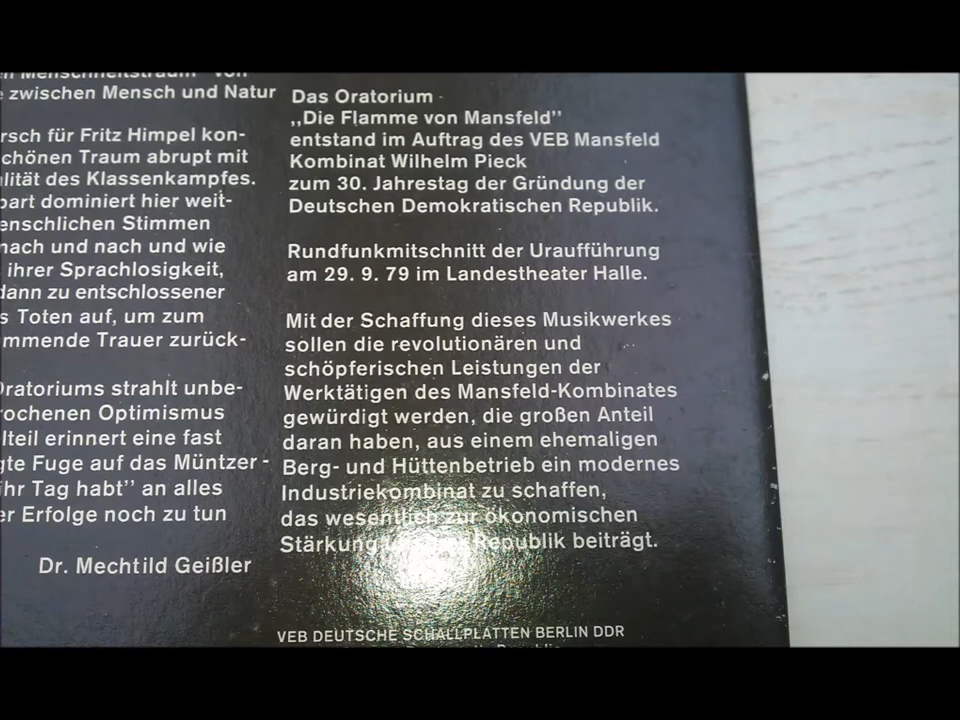 Menschheitstraum" von
zwischen Mensch und Natur
rsch für Fritz Himpel kon-
chönen Traum abrupt mit
lität des Klassenkampfes.
part dominiert hier weit-
enschlichen Stimmen
nach und nach und wie
ihrer Sprachlosigkeit,
dann zu entschlossener
s Toten auf, um zum
mmende Trauer zurück-
Oratoriums strahlt unbe-
rochenen Optimismus
lteil erinnert eine fast
gte Fuge auf das Müntzer-
ihr Tag habt" an alles
er Erfolge noch zu tun
Dr. Mechtild Geißler
Das Oratorium
„Die Flamme von Mansfeld"
entstand im Auftrag des VEB Mansfeld
Kombinat Wilhelm Pieck
zum 30. Jahrestag der Gründung der
Deutschen Demokratischen Republik.
Rundfunkmitschnitt der Uraufführung
am 29. 9. 79 im Landestheater Halle.
Mit der Schaffung dieses Musikwerkes
sollen die revolutionären und
schöpferischen Leistungen der
Werktätigen des Mansfeld-Kombinates
gewürdigt werden, die großen Anteil
daran haben, aus einem ehemaligen
Berg- und Hüttenbetrieb ein modernes
Industriekombinat zu schaffen,
das wesentlich zur ökonomischen
Stärkung Republik beiträgt.
VEB DEUTSCHE SCHALLPLATTEN BERLIN DDR